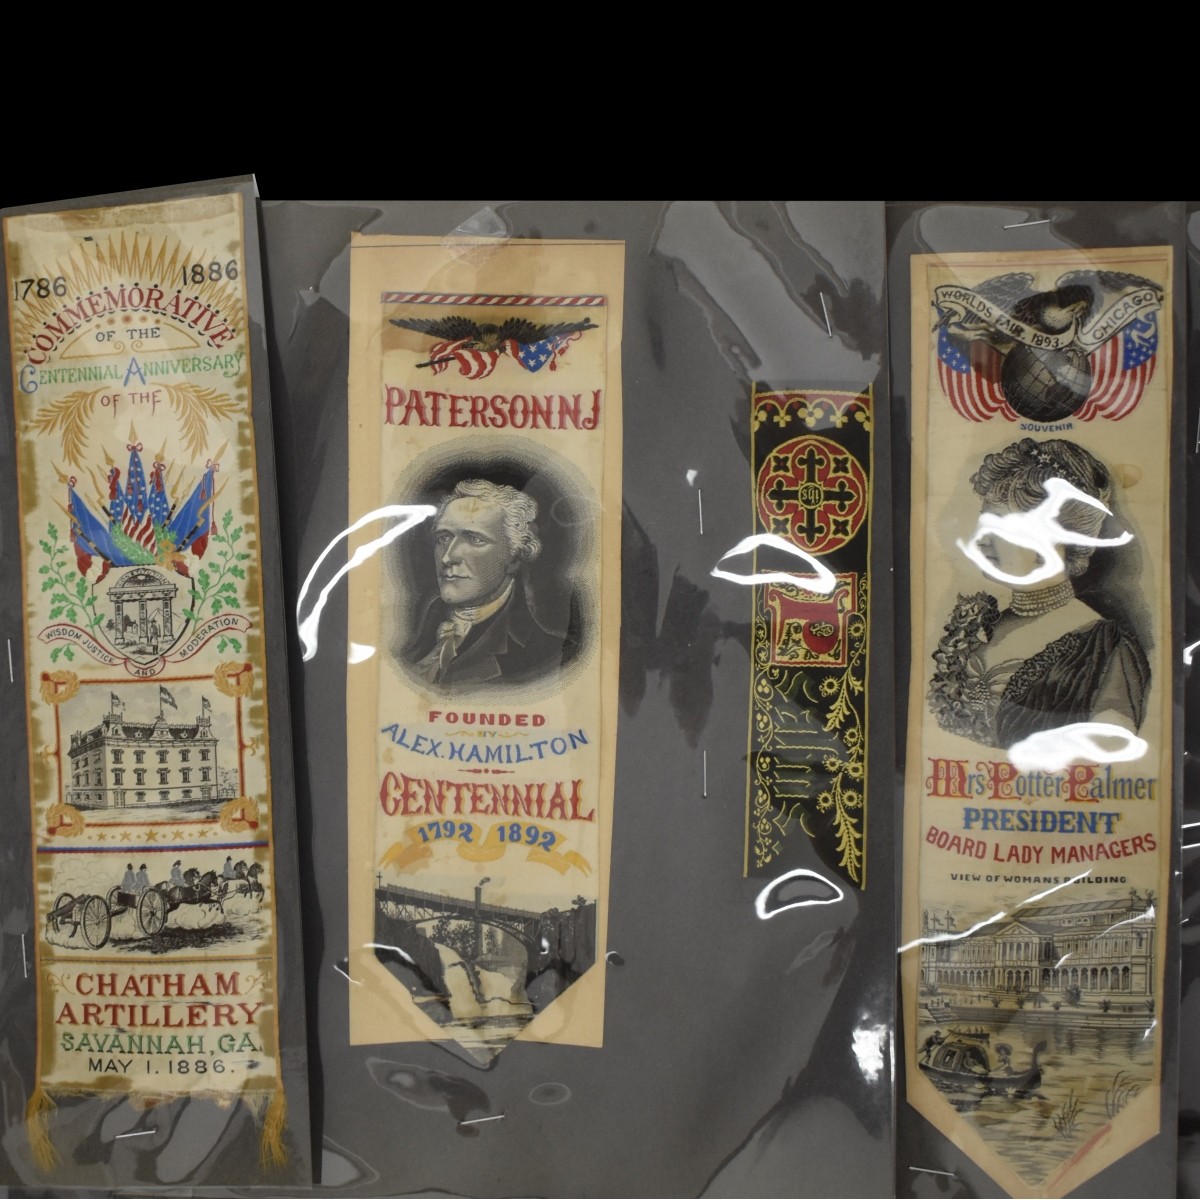 1786 1886
COMMEMORATIVE
OF THE
CENTENNIAL ANNIVERSARY
OF THE
WISDOM JUSTICE AND MODERATION
CHATHAM
ARTILLERY
SAVANNAH, GA.
MAY 1. 1886.
PATERSON N J
FOUNDED
BY
ALEX. HAMILTON
CENTENNIAL
1792 1892
ihs
WORLDS FAIR. 1893. CHICAGO
SOUVENIR
Mrs Potter Palmer
PRESIDENT
BOARD LADY MANAGERS
VIEW OF WOMANS BUILDING